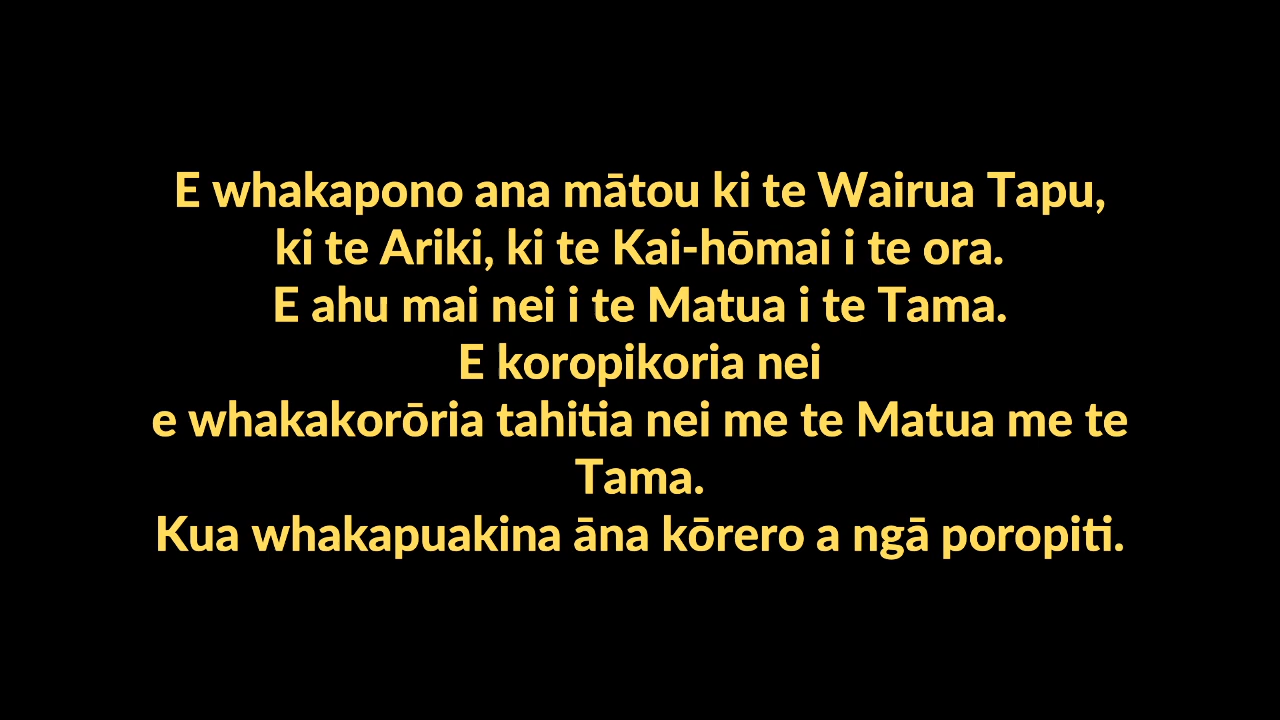 E whakapono ana mātou ki te Wairua Tapu,
ki te Ariki, ki te Kai-hōmai i te ora.
E ahu mai nei i te Matua i te Tama.
E koropikoria nei
e whakakorōria tahitia nei me te Matua me te
Tama.
Kua whakapuakina āna kōrero a ngā poropiti.